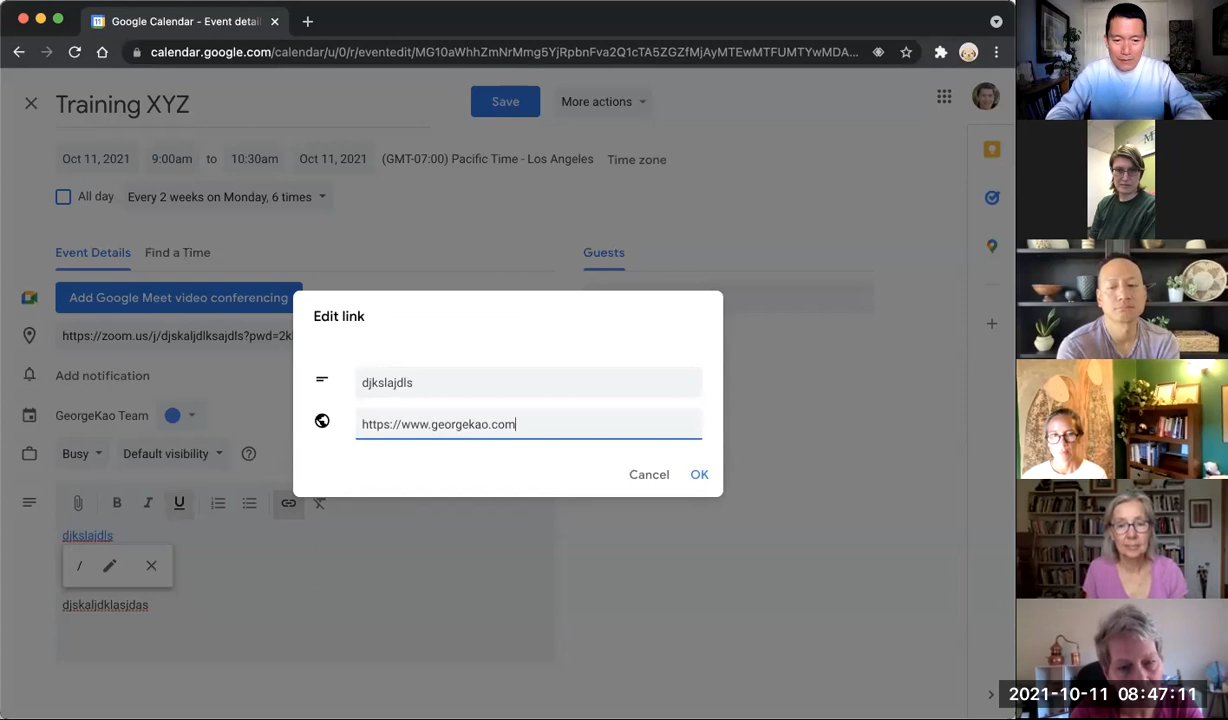 Google Calendar - Event detail
calendar.google.com/calendar/u/0/r/eventedit/MG10aWhhZmNrMmg5YjRpbnFva2Q1cTA5ZGZfMjAyMTEwMTFUMTYwMDA...
Training XYZ
Save
More actions
Oct 11, 2021 9:00am to 10:30am Oct 11, 2021 (GMT-07:00) Pacific Time - Los Angeles Time zone
All day Every 2 weeks on Monday, 6 times
Event Details Find a Time
Guests
Add Google Meet video conferencing
https://zoom.us/j/djskaljdlksajdls?pwd=2k
Add notification
GeorgeKao Team
Busy Default visibility
Edit link
djkslajdls
https://www.georgekao.com
Cancel OK
B I U
djkslajdls
/
djskaljdklasjdas
2021-10-11 08:47:11